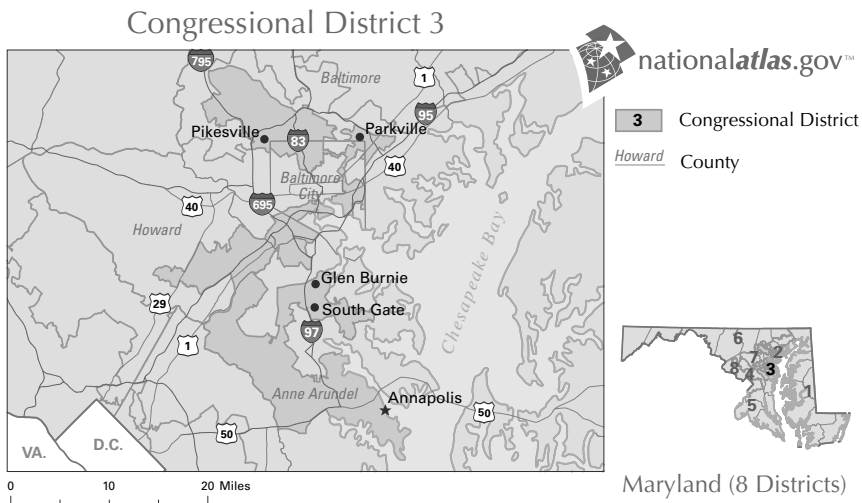 Congressional District 3
nationalatlas.gov™
795
Baltimore
1
95
Pikesville
83
Parkville
3 Congressional District
Howard County
40
Baltimore
City
40
695
Howard
Chesapeake Bay
Glen Burnie
29
South Gate
97
1
Anne Arundel
Annapolis
50
50
VA.
D.C.
0 10 20 Miles
6
7
2
8
4
3
1
5
Maryland (8 Districts)